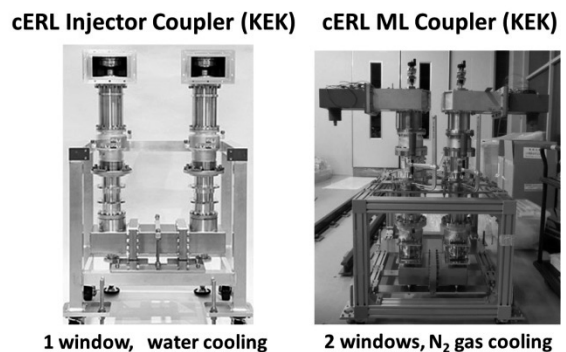 cERL Injector Coupler (KEK)
cERL ML Coupler (KEK)
1 window, water cooling
2 windows, N₂ gas cooling